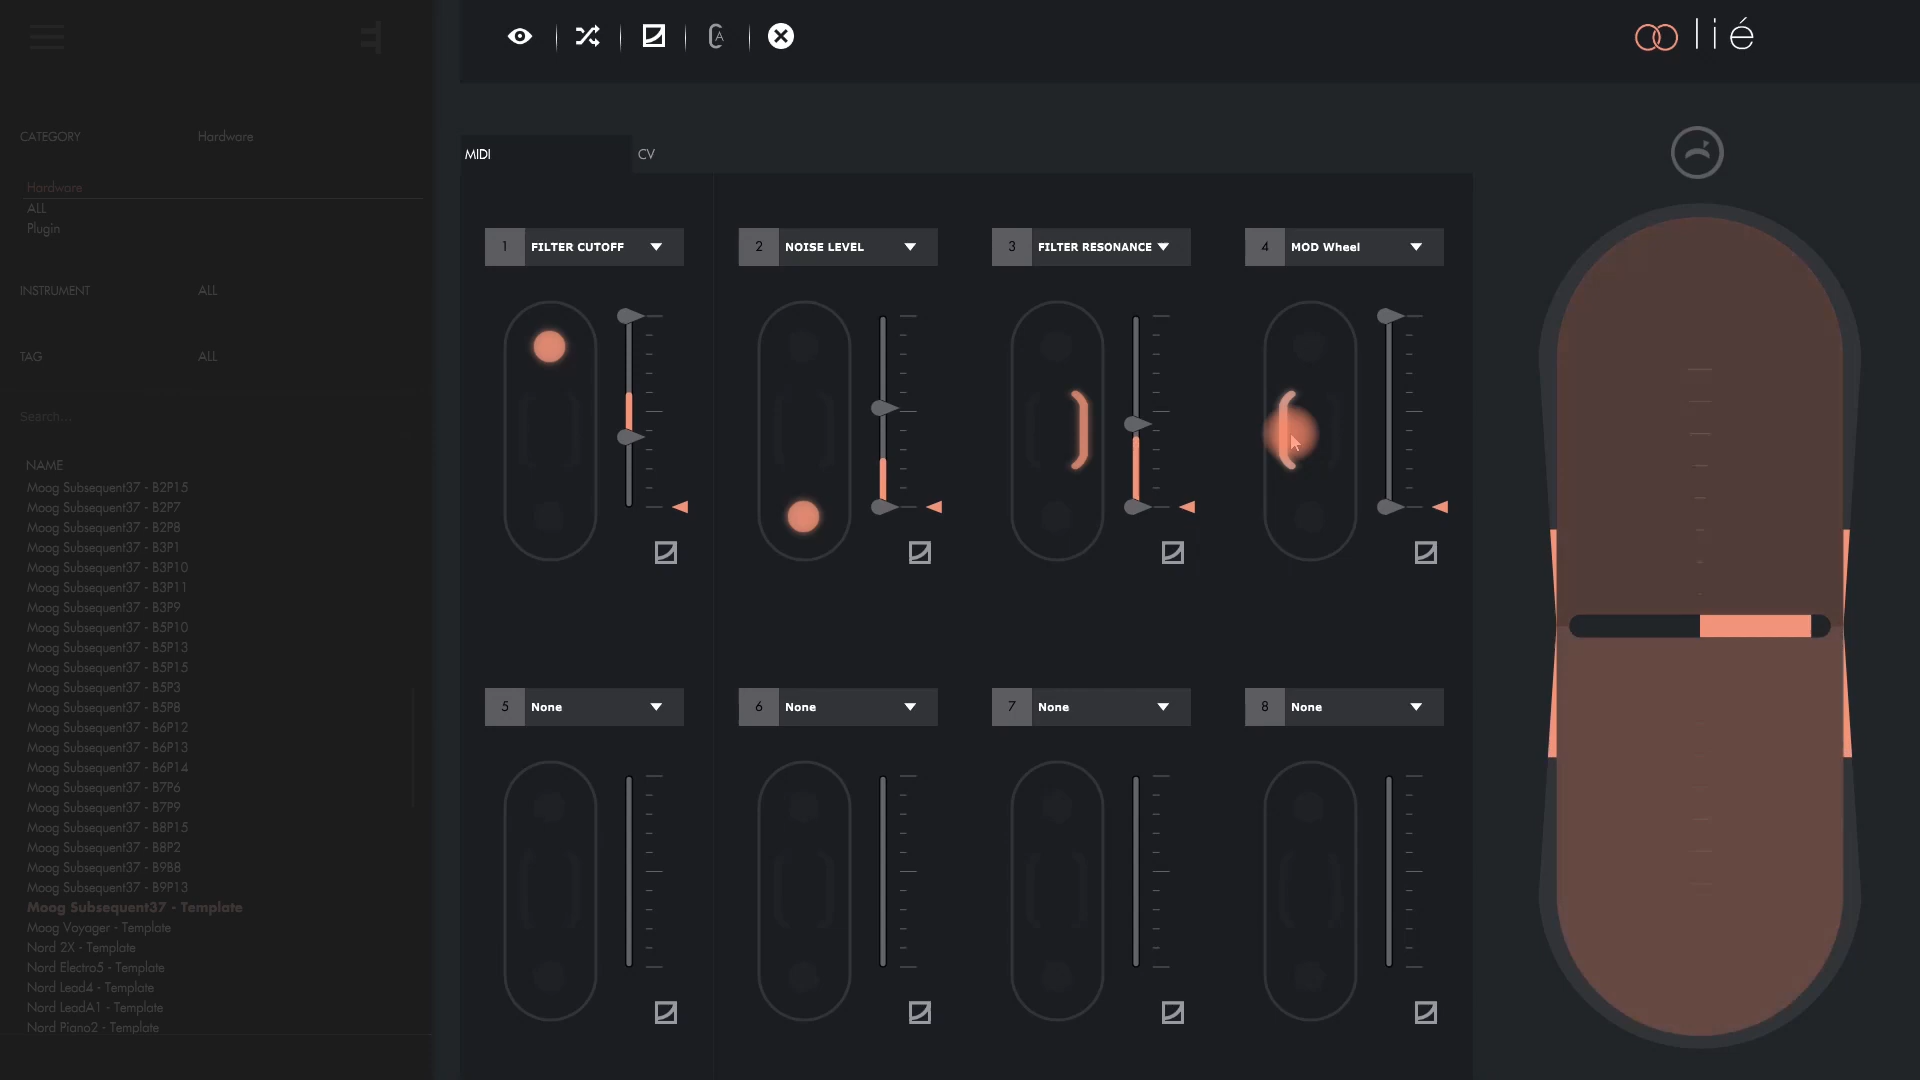 A
lié
CATEGORY Hardware
Hardware
ALL
Plugin
INSTRUMENT ALL
TAG ALL
Search...
NAME
Moog Subsequent37 - B2P15
Moog Subsequent37 - B2P7
Moog Subsequent37 - B2P8
Moog Subsequent37 - B3P1
Moog Subsequent37 - B3P10
Moog Subsequent37 - B3P11
Moog Subsequent37 - B3P9
Moog Subsequent37 - B5P10
Moog Subsequent37 - B5P13
Moog Subsequent37 - B5P15
Moog Subsequent37 - B5P3
Moog Subsequent37 - B5P8
Moog Subsequent37 - B6P12
Moog Subsequent37 - B6P13
Moog Subsequent37 - B6P14
Moog Subsequent37 - B7P6
Moog Subsequent37 - B7P9
Moog Subsequent37 - B8P15
Moog Subsequent37 - B8P2
Moog Subsequent37 - B9B8
Moog Subsequent37 - B9P13
Moog Subsequent37 - Template
Moog Voyager - Template
Nord 2X - Template
Nord Electro5 - Template
Nord Lead4 - Template
Nord LeadA1 - Template
Nord Piano2 - Template
MIDI CV
1 FILTER CUTOFF
2 NOISE LEVEL
3 FILTER RESONANCE
4 MOD Wheel
5 None
6 None
7 None
8 None